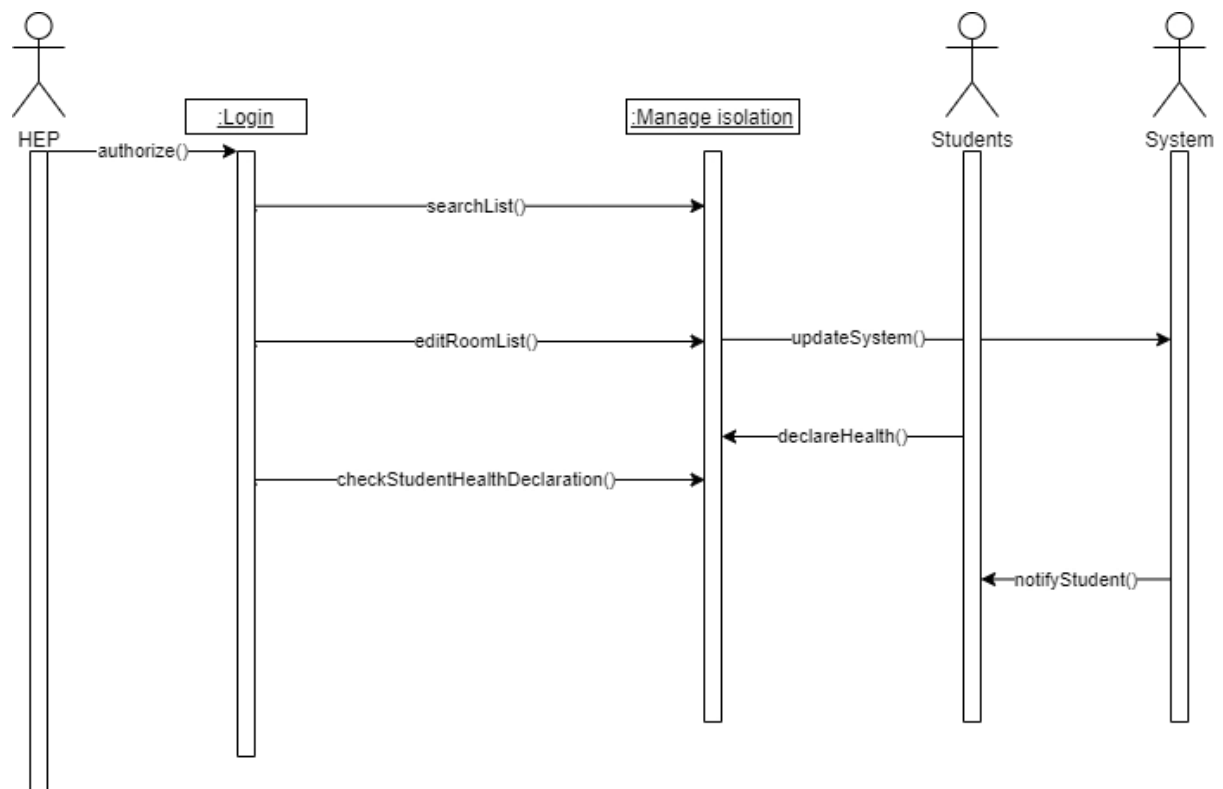 :Login
:Manage isolation
HEP
Students
System
authorize()
searchList()
editRoomList()
updateSystem()
declareHealth()
checkStudentHealthDeclaration()
notifyStudent()